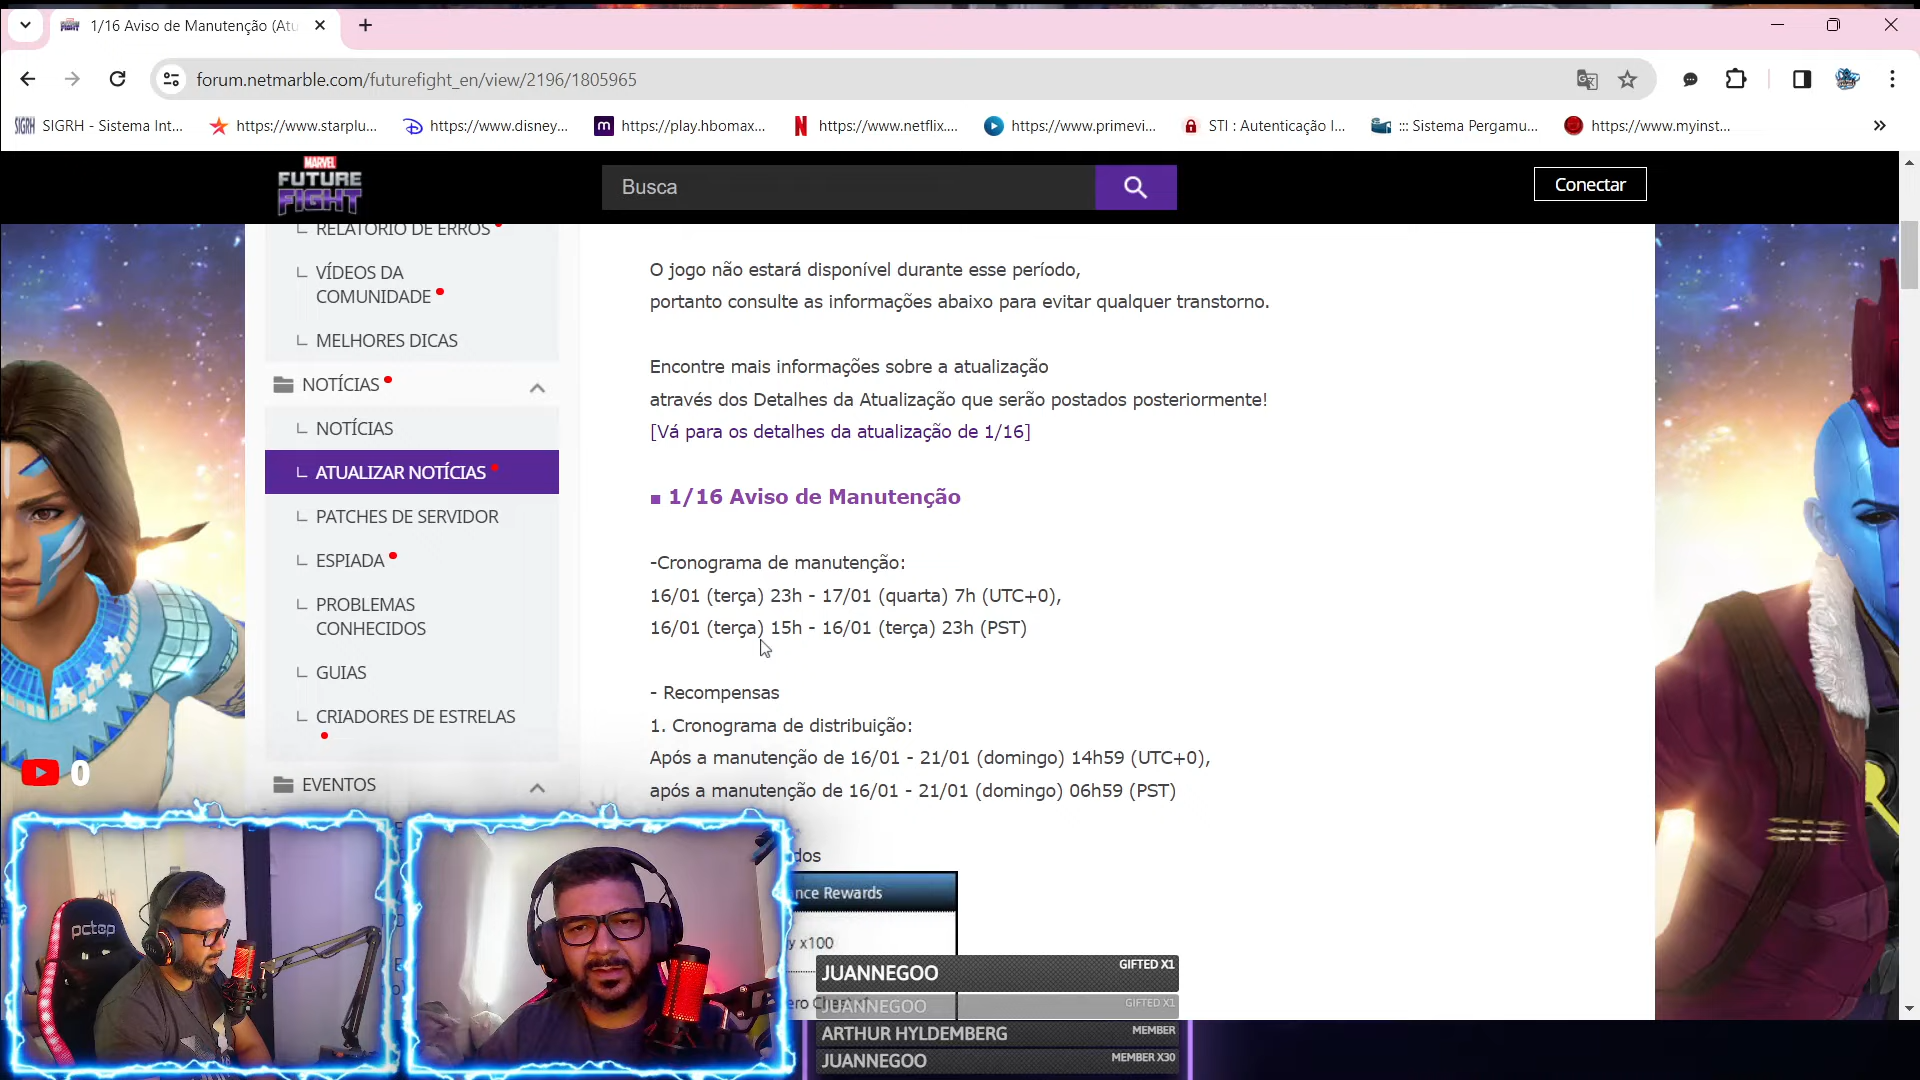 1/16 Aviso de Manutenção (Atu
forum.netmarble.com/futurefight_en/view/2196/1805965
SIGRH
SIGRH - Sistema Int...
https://www.starplu...
https://www.disney...
m
https://play.hbomax...
N
https://www.netflix....
https://www.primevi...
STI : Autenticação I...
::: Sistema Pergamu...
https://www.myinst...
MARVEL
FUTURE
FIGHT
Busca
Conectar
RELATÓRIO DE ERROS
VÍDEOS DA
COMUNIDADE
MELHORES DICAS
NOTÍCIAS
NOTÍCIAS
ATUALIZAR NOTÍCIAS
PATCHES DE SERVIDOR
ESPIADA
PROBLEMAS
CONHECIDOS
GUIAS
CRIADORES DE ESTRELAS
EVENTOS
O jogo não estará disponível durante esse período,
portanto consulte as informações abaixo para evitar qualquer transtorno.
Encontre mais informações sobre a atualização
através dos Detalhes da Atualização que serão postados posteriormente!
[Vá para os detalhes da atualização de 1/16]
■ 1/16 Aviso de Manutenção
-Cronograma de manutenção:
16/01 (terça) 23h - 17/01 (quarta) 7h (UTC+0),
16/01 (terça) 15h - 16/01 (terça) 23h (PST)
- Recompensas
1. Cronograma de distribuição:
Após a manutenção de 16/01 - 21/01 (domingo) 14h59 (UTC+0),
após a manutenção de 16/01 - 21/01 (domingo) 06h59 (PST)
dos
nce Rewards
y x100
0
pctop
JUANNEGOO GIFTED X1
JUANNEGOO GIFTED X1
ARTHUR HYLDEMBERG MEMBER
JUANNEGOO MEMBER X30